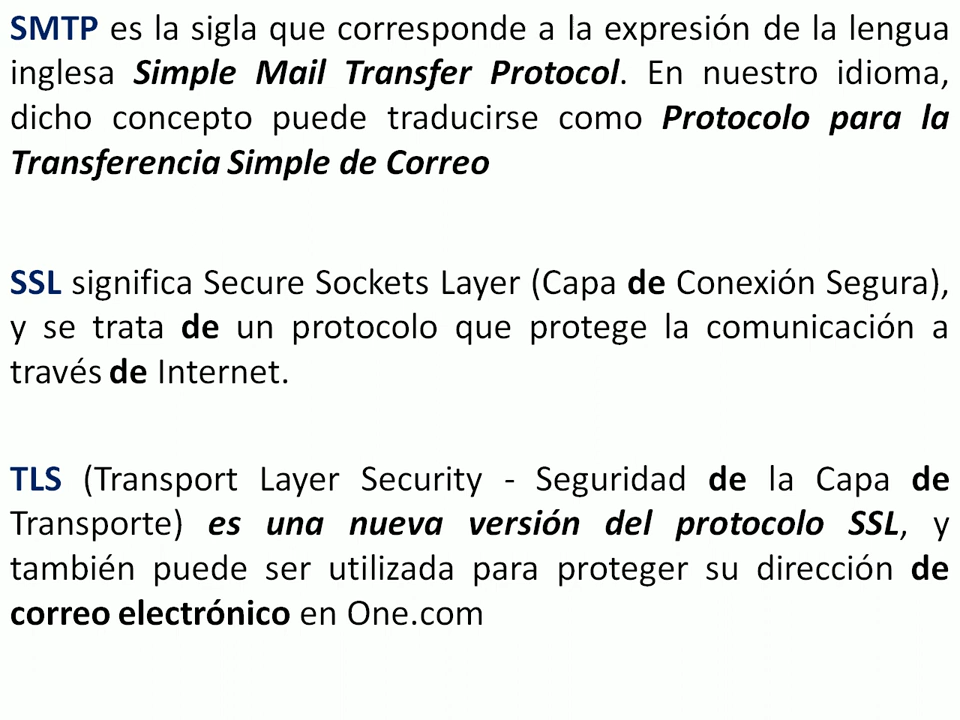 SMTP es la sigla que corresponde a la expresión de la lengua
inglesa Simple Mail Transfer Protocol. En nuestro idioma,
dicho concepto puede traducirse como Protocolo para la
Transferencia Simple de Correo
SSL significa Secure Sockets Layer (Capa de Conexión Segura),
y se trata de un protocolo que protege la comunicación a
través de Internet.
TLS (Transport Layer Security - Seguridad de la Capa de
Transporte) es una nueva versión del protocolo SSL, y
también puede ser utilizada para proteger su dirección de
correo electrónico en One.com